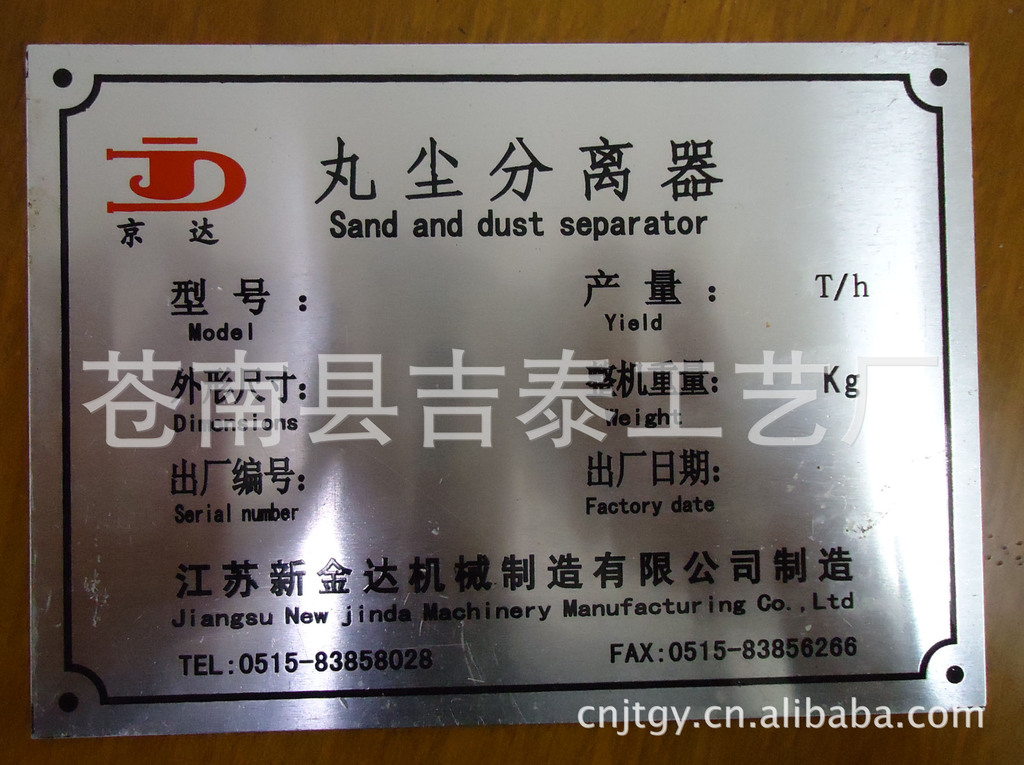 京 达
丸尘分离器
Sand and dust separator
型号：
Model
产量： T/h
Yield
外形尺寸：
Dimensions
整机重量： Kg
Weight
苍南县吉泰工艺厂
出厂编号：
Serial number
出厂日期：
Factory date
江苏新金达机械制造有限公司制造
Jiangsu New jinda Machinery Manufacturing Co.,Ltd
TEL:0515-83858028 FAX:0515-83856266
cnjtgy.cn.alibaba.com